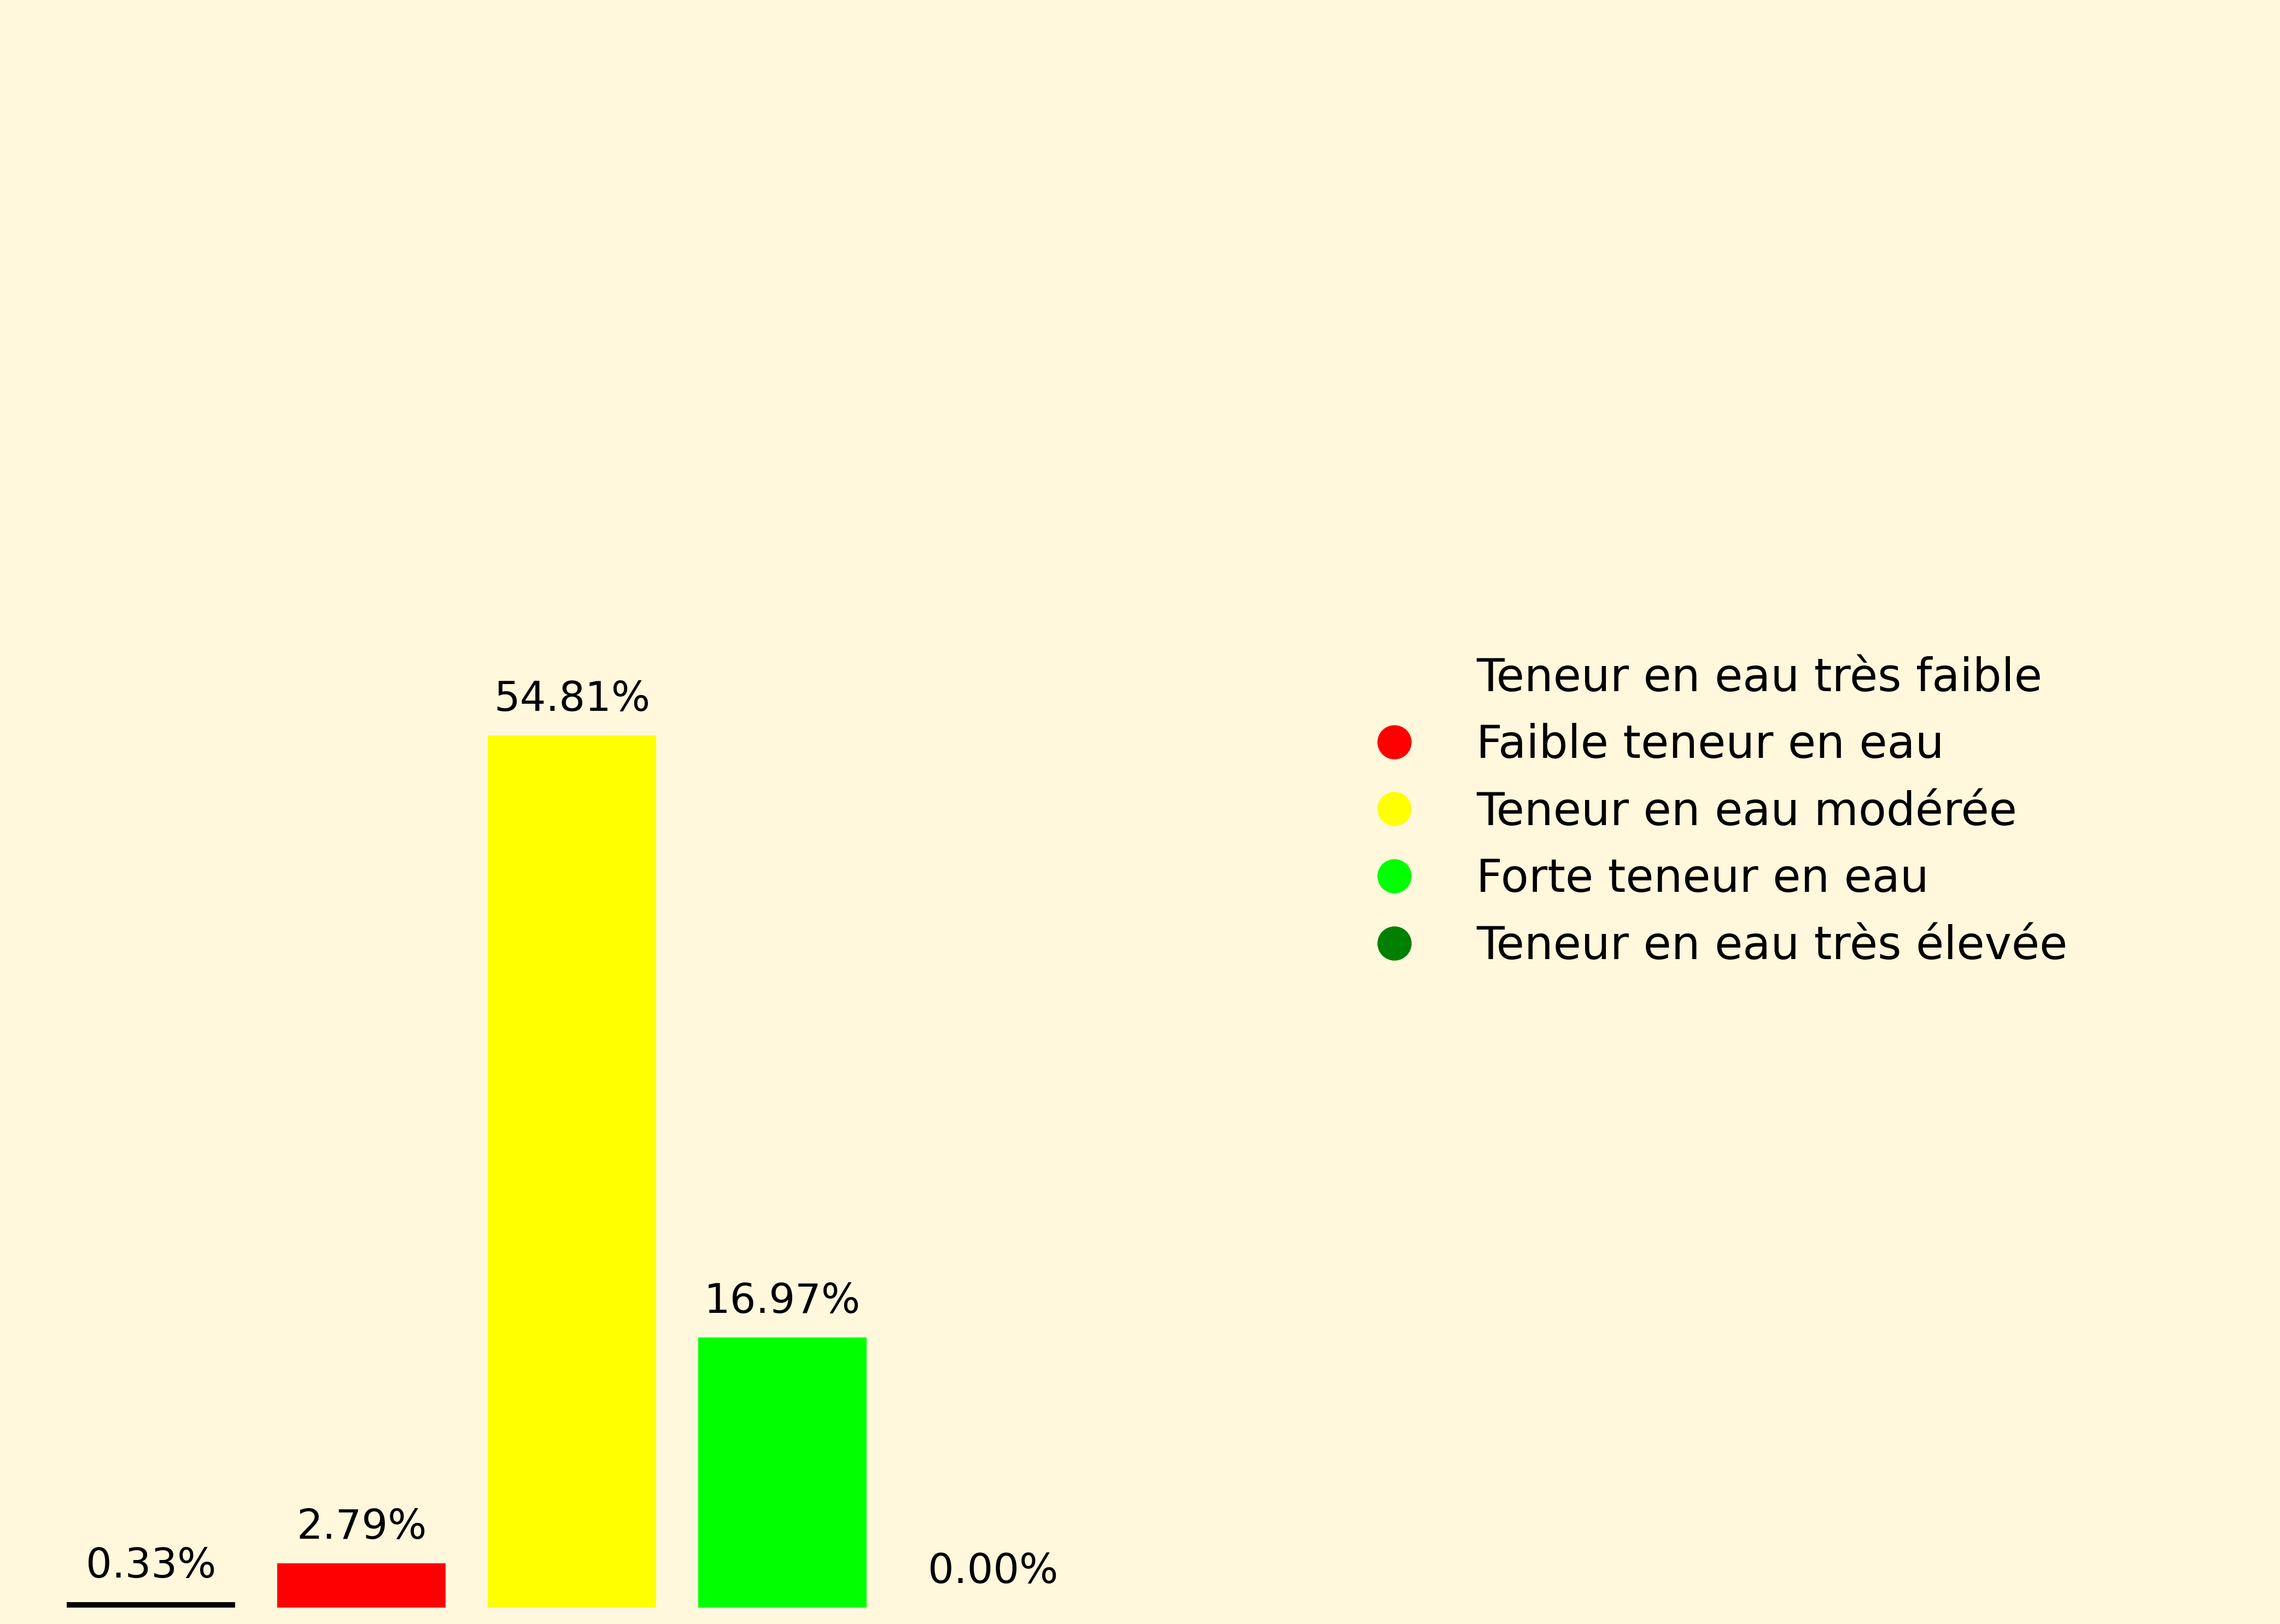 54.81%
16.97%
2.79%
0.33%
0.00%
Teneur en eau très faible
Faible teneur en eau
Teneur en eau modérée
Forte teneur en eau
Teneur en eau très élevée